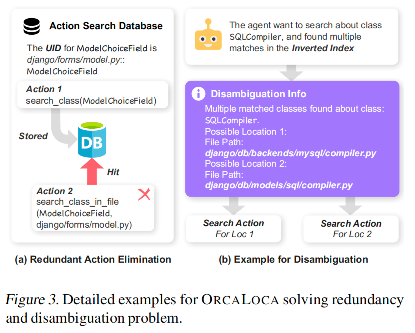 Action Search Database
The UID for ModelChoiceField is
django/forms/model.py::
ModelChoiceField
Action 1
search_class(ModelChoiceField)
Stored
DB
Hit
Action 2
search_class_in_file
(ModelChoiceField,
django/forms/model.py)
(a) Redundant Action Elimination
The agent want to search about class
SQLCompiler, and found multiple
matches in the Inverted Index
Disambiguation Info
Multiple matched classes found about class:
SQLCompiler.
Possible Location 1:
File Path:
django/db/backends/mysql/compiler.py
Possible Location 2:
File Path:
django/db/models/sql/compiler.py
Search Action
For Loc 1
Search Action
For Loc 2
(b) Example for Disambiguation
Figure 3. Detailed examples for ORCALOCA solving redundancy
and disambiguation problem.